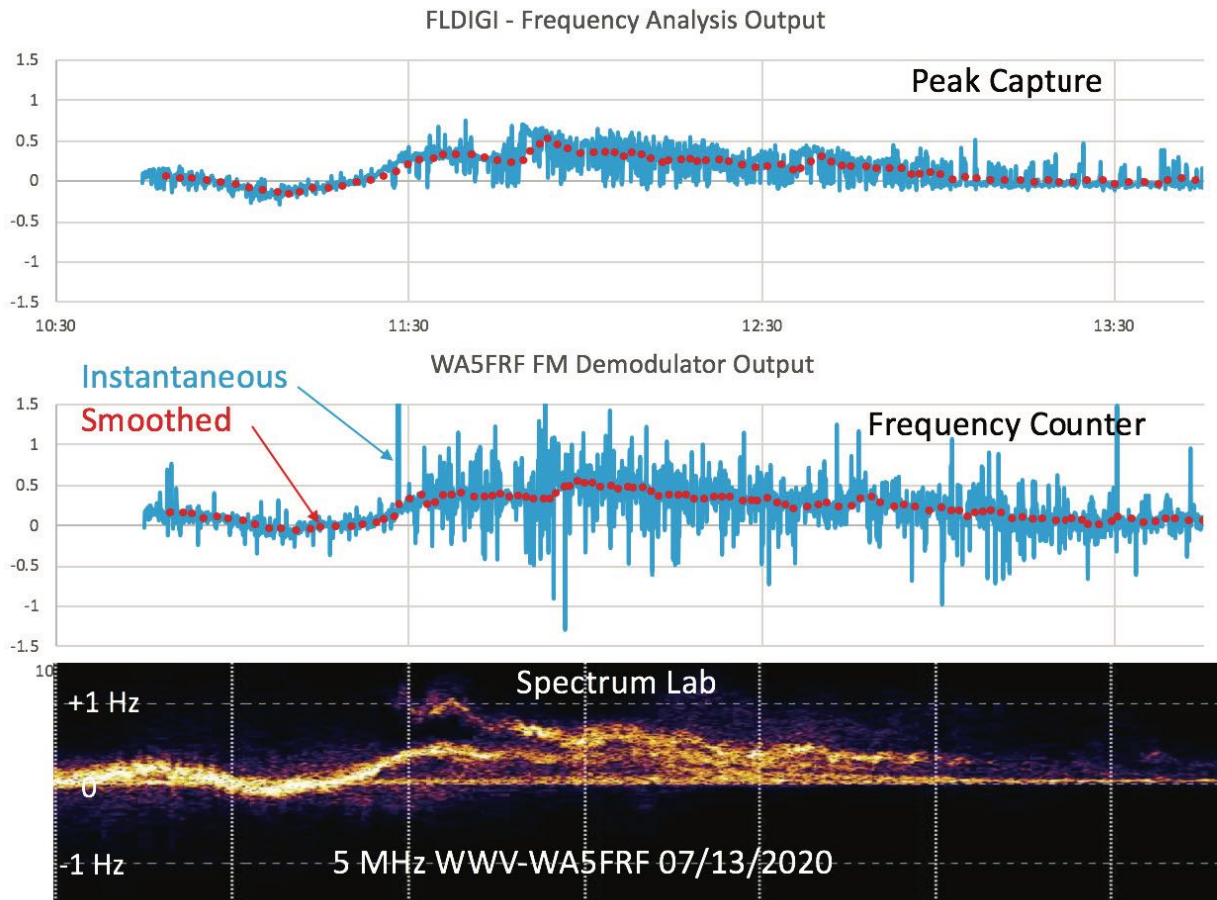 FLDIGI - Frequency Analysis Output
1.5
Peak Capture
1
0.5
0
-0.5
-1
-1.5
10:30 11:30 12:30 13:30
WA5FRF FM Demodulator Output
Instantaneous
1.5
Smoothed
Frequency Counter
1
0.5
0
-0.5
-1
-1.5
10
Spectrum Lab
+1 Hz
0
-1 Hz
5 MHz WWV-WA5FRF 07/13/2020